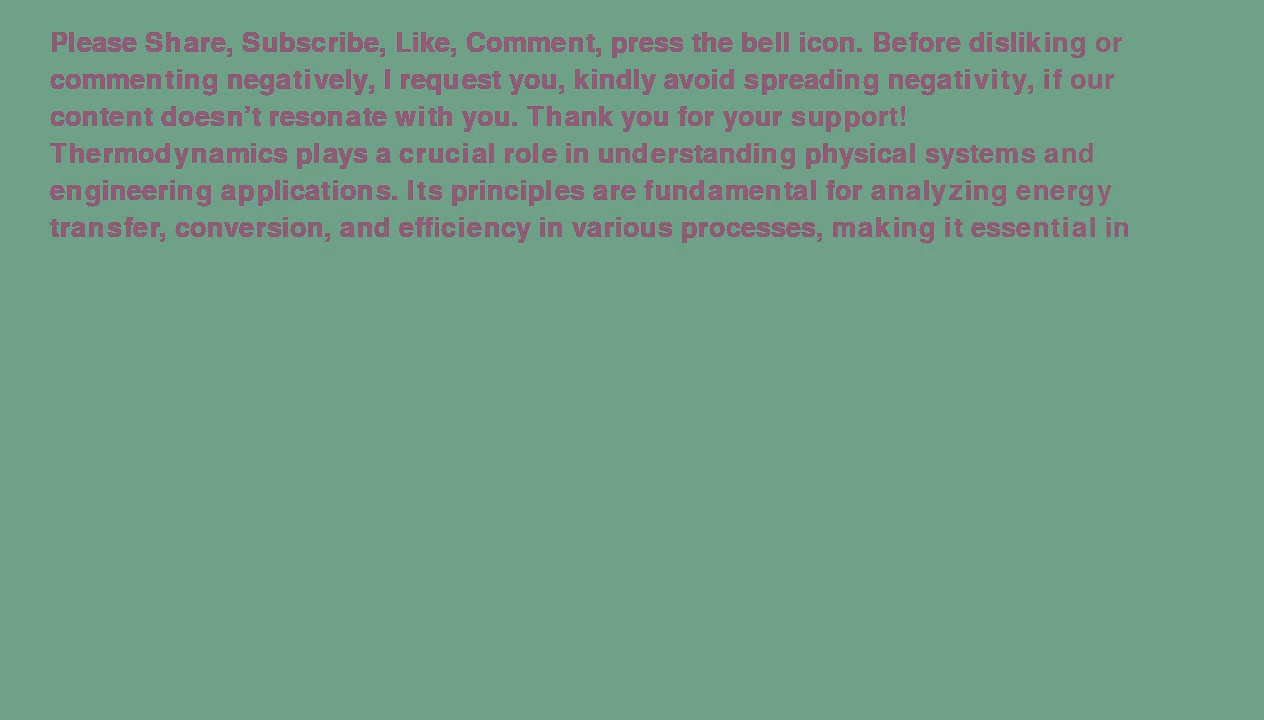 Please Share, Subscribe, Like, Comment, press the bell icon. Before disliking or
commenting negatively, I request you, kindly avoid spreading negativity, if our
content doesn’t resonate with you. Thank you for your support!
Thermodynamics plays a crucial role in understanding physical systems and
engineering applications. Its principles are fundamental for analyzing energy
transfer, conversion, and efficiency in various processes, making it essential in